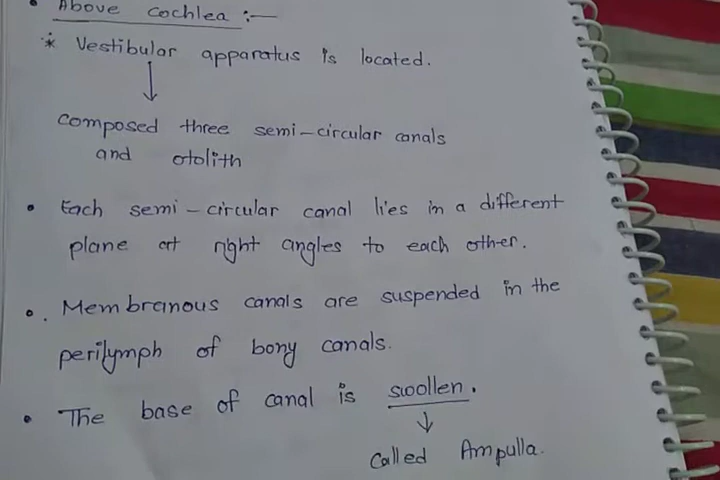 • Above cochlea :—
* Vestibular apparatus is located.
↓
composed three semi-circular canals
and otolith
• Each semi-circular canal lies in a different
plane at right angles to each other.
• Membranous canals are suspended in the
perilymph of bony canals.
• The base of canal is swollen.
↓
called Ampulla.